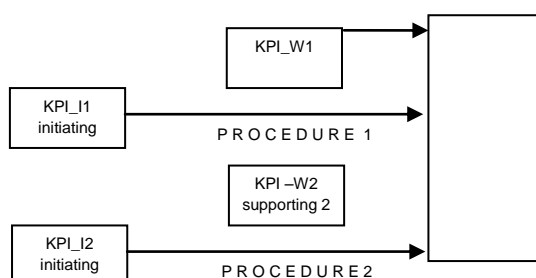 KPI_W1
KPI_I1
initiating
P R O C E D U R E 1
KPI –W2
supporting 2
KPI_I2
initiating
P R O C E D U R E 2